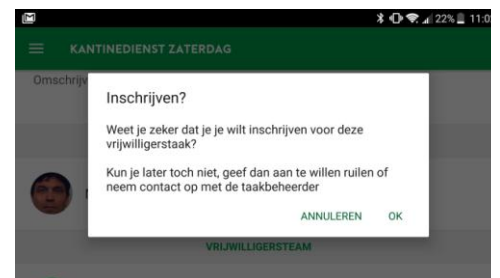 22% 11:0
KANTINEDIENST ZATERDAG
Omschrijv
Inschrijven?
Weet je zeker dat je je wilt inschrijven voor deze
vrijwilligerstaak?
Kun je later toch niet, geef dan aan te willen ruilen of
neem contact op met de taakbeheerder
ANNULEREN OK
VRIJWILLIGERSTEAM